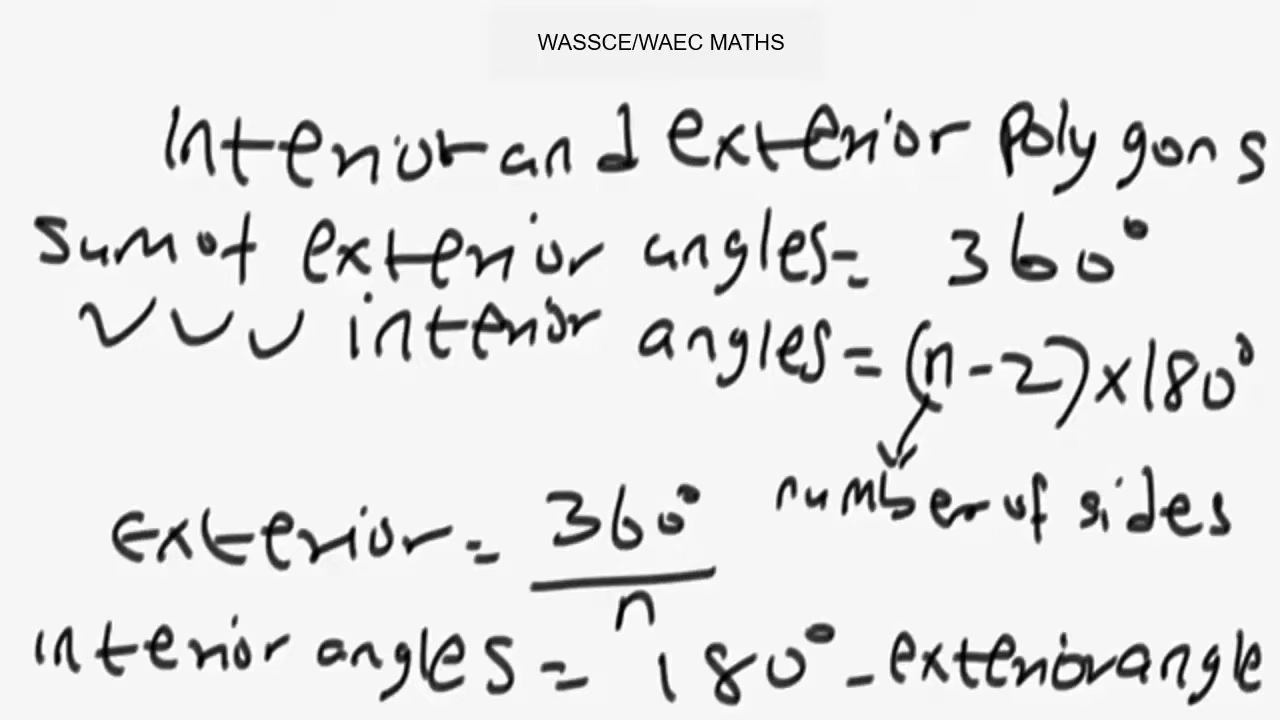 WASSCE/WAEC MATHS
Interior and exterior Polygons
Sum of exterior angles = 360°
interior angles = (n-2)×180°
number of sides
Exterior = 360°
n
interior angles = 180° - exterior angle